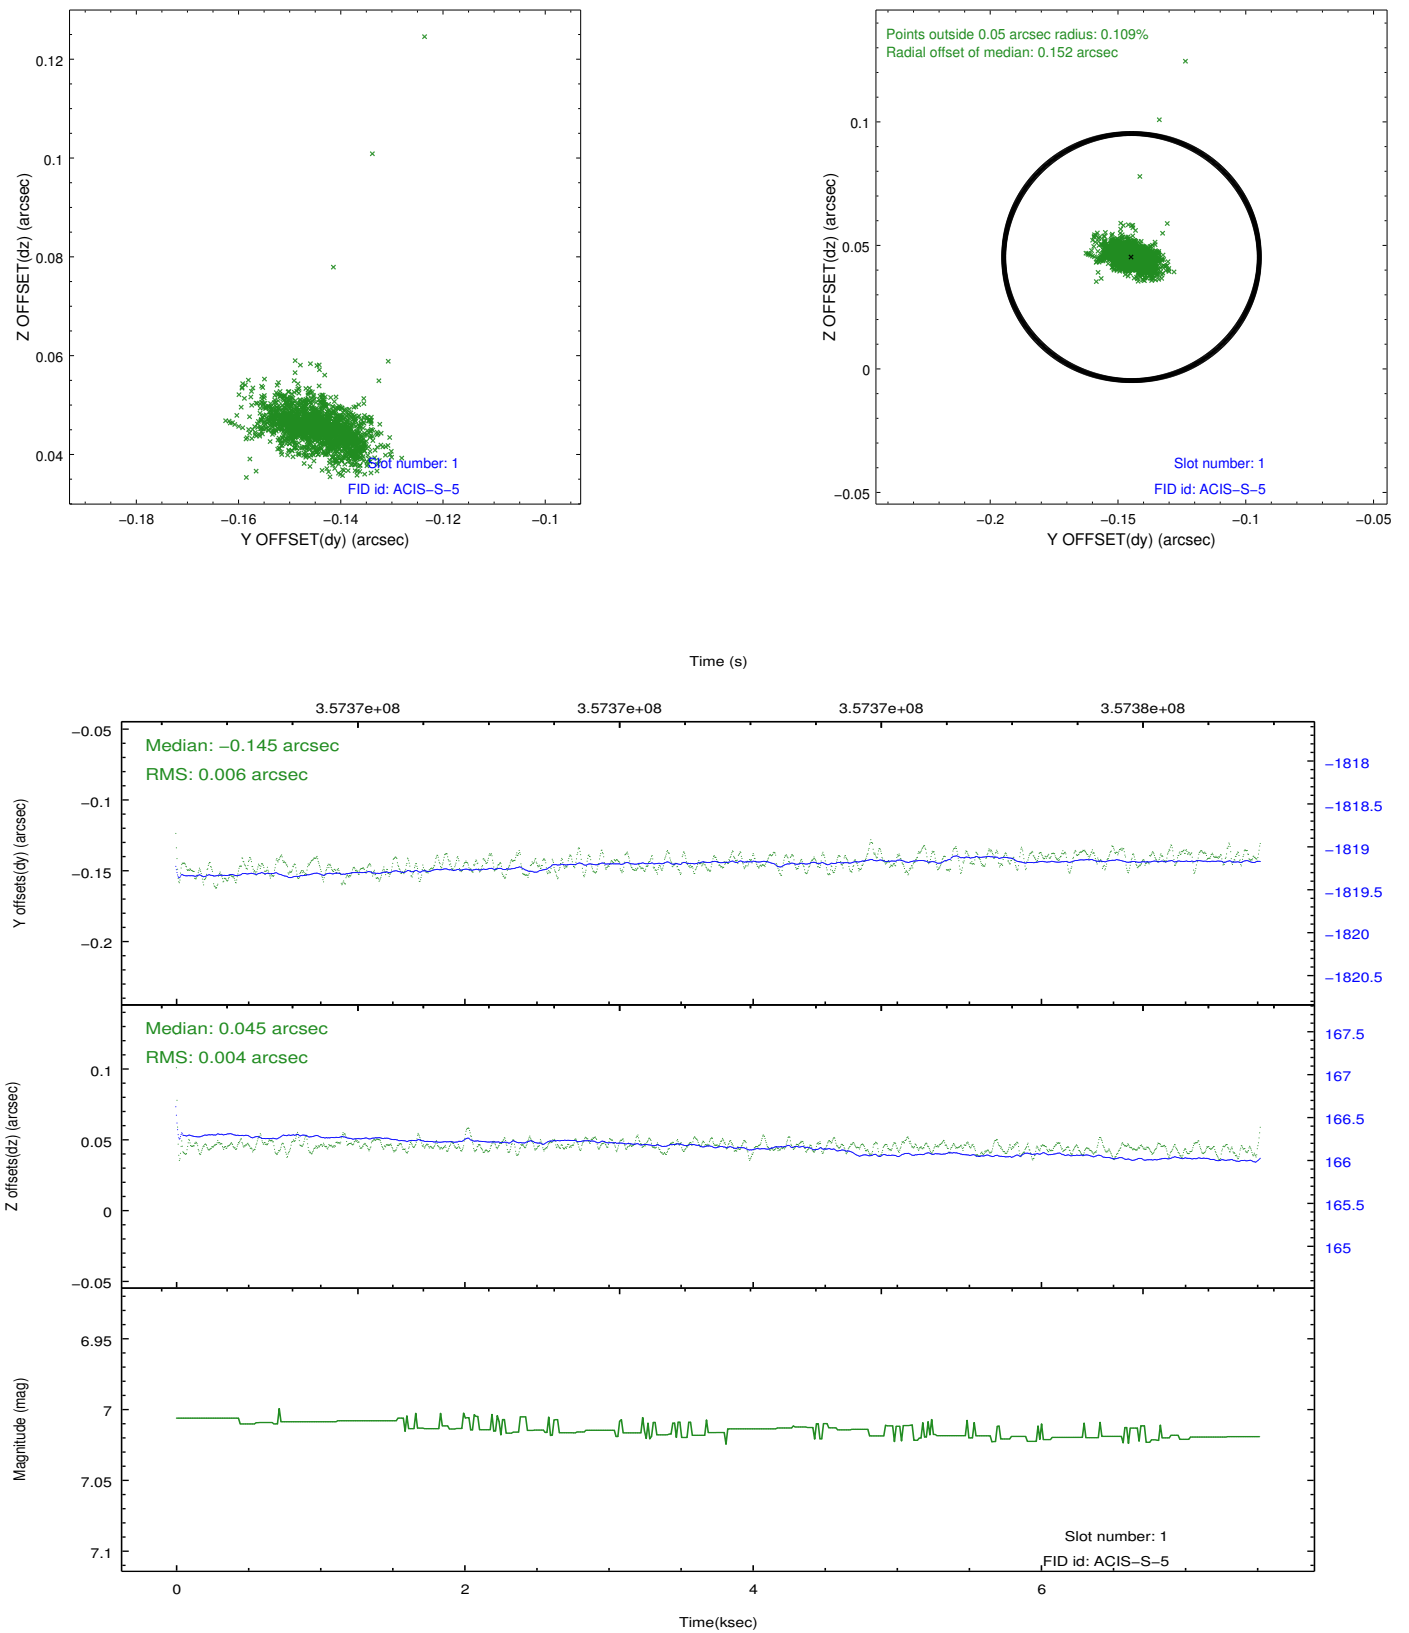 0.12
0.1
0.08
0.06
0.04
Z OFFSET(dz) (arcsec)
Slot number: 1
FID id: ACIS−S−5
−0.18
−0.16
−0.14
−0.12
−0.1
Y OFFSET(dy) (arcsec)
Points outside 0.05 arcsec radius: 0.109%
Radial offset of median: 0.152 arcsec
0.1
0.05
0
−0.05
Z OFFSET(dz) (arcsec)
Slot number: 1
FID id: ACIS−S−5
−0.2
−0.15
−0.1
−0.05
Y OFFSET(dy) (arcsec)
Time (s)
3.5737e+08
3.5737e+08
3.5737e+08
3.5738e+08
−0.05
−0.1
−0.15
−0.2
Y offsets(dy) (arcsec)
Median: −0.145 arcsec
RMS: 0.006 arcsec
−1818
−1818.5
−1819
−1819.5
−1820
−1820.5
0.1
0.05
0
−0.05
Z offsets(dz) (arcsec)
Median: 0.045 arcsec
RMS: 0.004 arcsec
167.5
167
166.5
166
165.5
165
6.95
7
7.05
7.1
Magnitude (mag)
Slot number: 1
FID id: ACIS−S−5
0
2
4
6
Time(ksec)